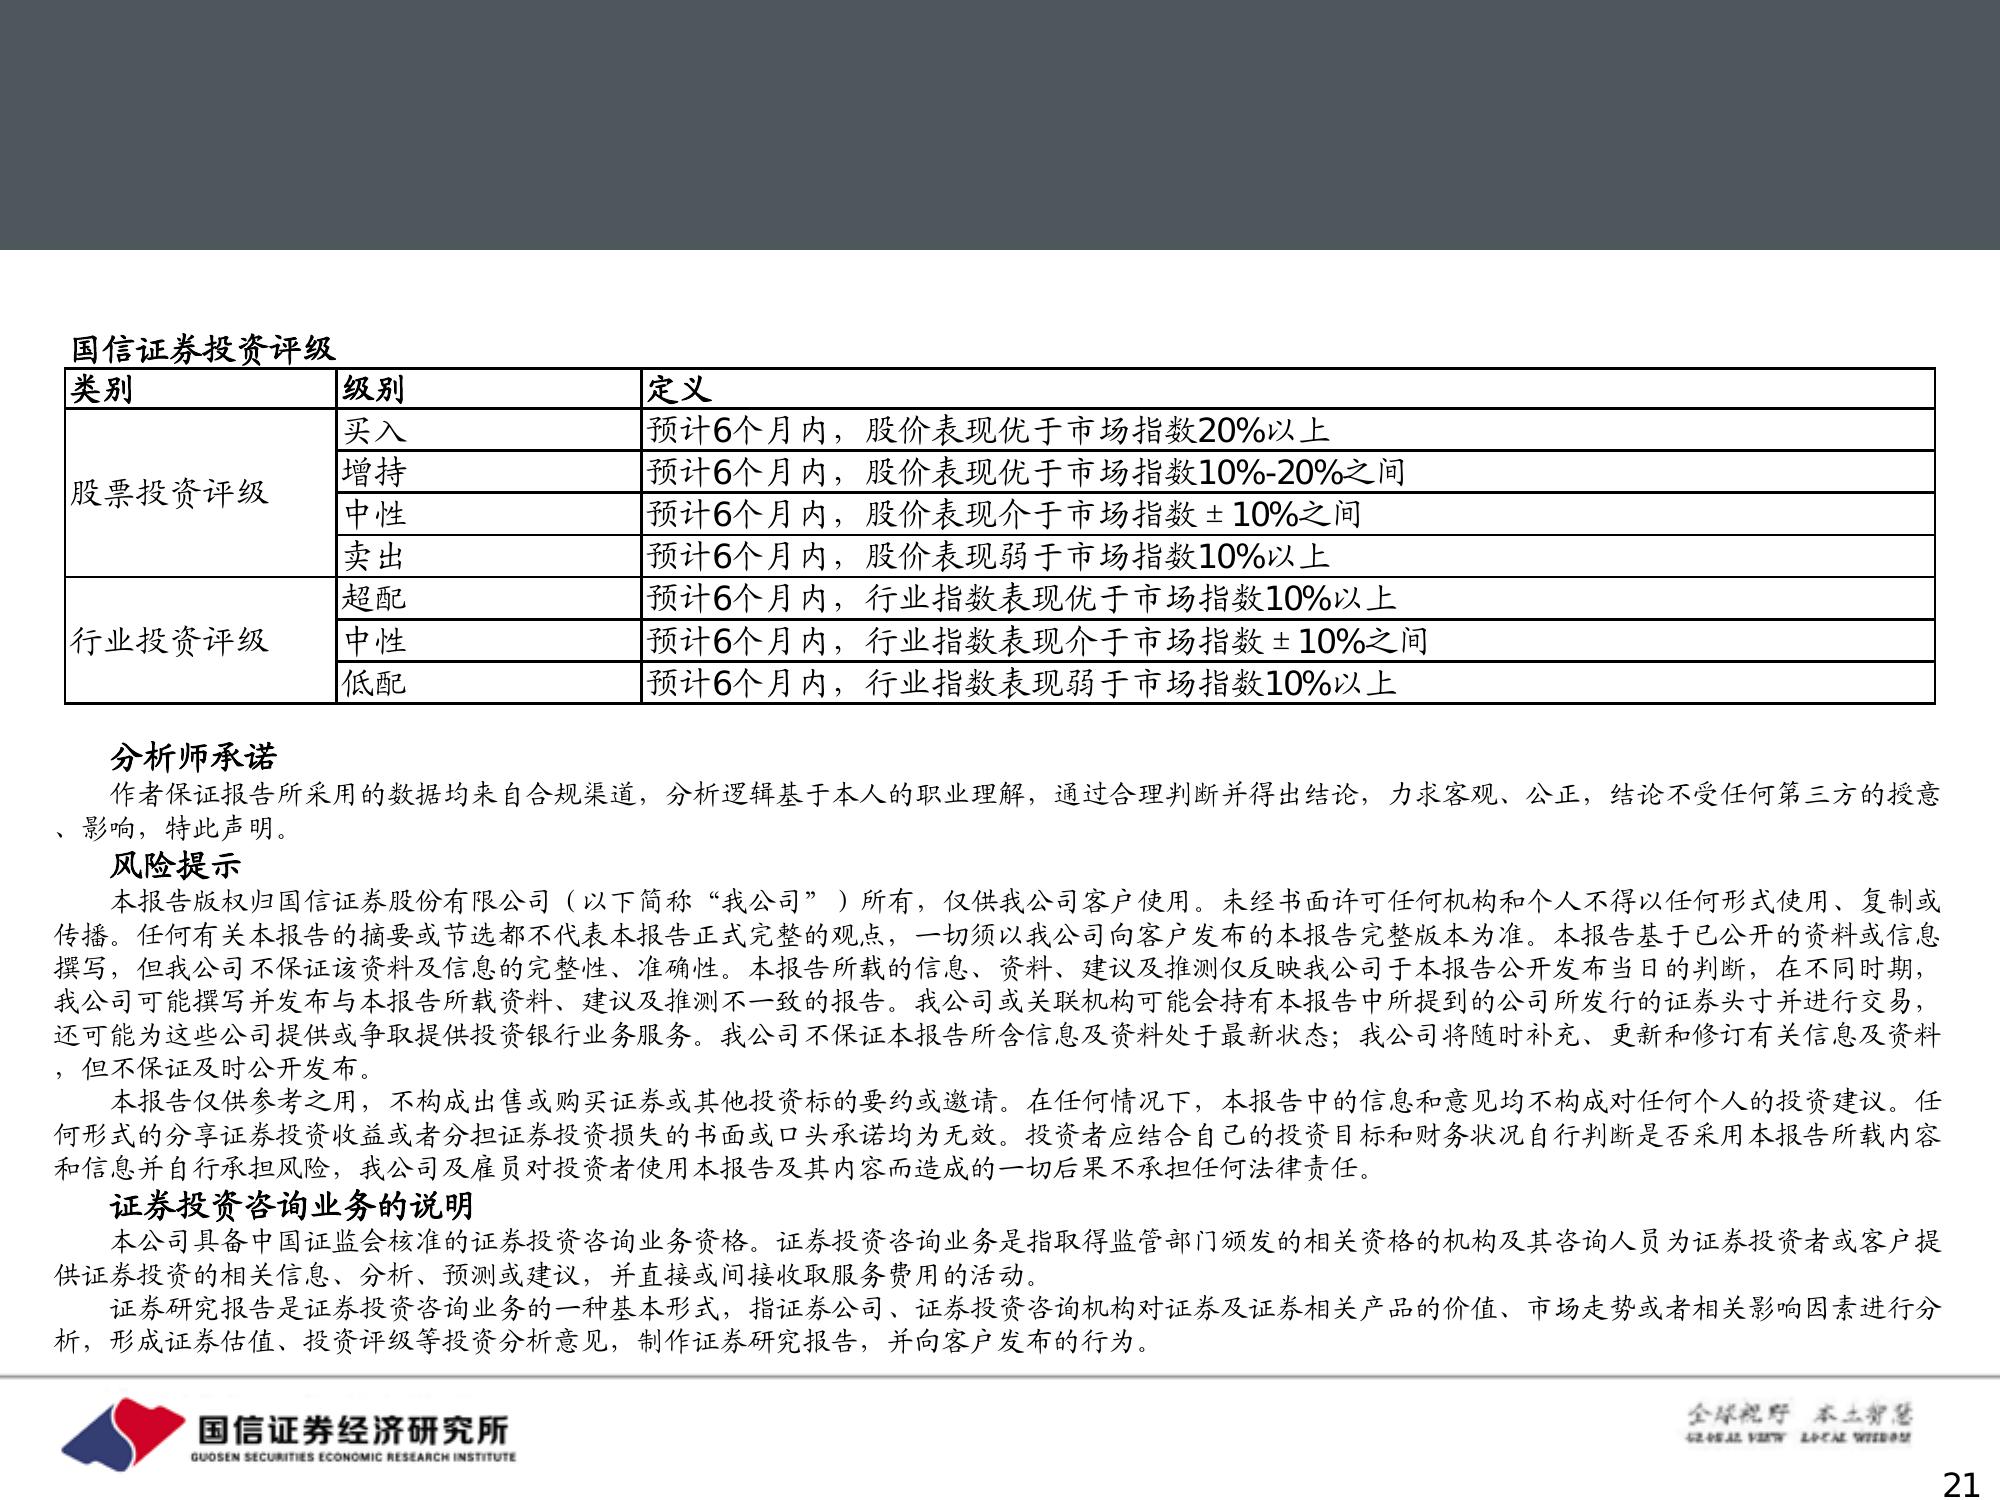 国信证券投资评级
类别 级别 定义
股票投资评级 买入 预计6个月内，股价表现优于市场指数20%以上
增持 预计6个月内，股价表现优于市场指数10%-20%之间
中性 预计6个月内，股价表现介于市场指数±10%之间
卖出 预计6个月内，股价表现弱于市场指数10%以上
行业投资评级 超配 预计6个月内，行业指数表现优于市场指数10%以上
中性 预计6个月内，行业指数表现介于市场指数±10%之间
低配 预计6个月内，行业指数表现弱于市场指数10%以上
分析师承诺
作者保证报告所采用的数据均来自合规渠道，分析逻辑基于本人的职业理解，通过合理判断并得出结论，力求客观、公正，结论不受任何第三方的授意
、影响，特此声明。
风险提示
本报告版权归国信证券股份有限公司（以下简称“我公司”）所有，仅供我公司客户使用。未经书面许可任何机构和个人不得以任何形式使用、复制或
传播。任何有关本报告的摘要或节选都不代表本报告正式完整的观点，一切须以我公司向客户发布的本报告完整版本为准。本报告基于已公开的资料或信息
撰写，但我公司不保证该资料及信息的完整性、准确性。本报告所载的信息、资料、建议及推测仅反映我公司于本报告公开发布当日的判断，在不同时期，
我公司可能撰写并发布与本报告所载资料、建议及推测不一致的报告。我公司或关联机构可能会持有本报告中所提到的公司所发行的证券头寸并进行交易，
还可能为这些公司提供或争取提供投资银行业务服务。我公司不保证本报告所含信息及资料处于最新状态；我公司将随时补充、更新和修订有关信息及资料
，但不保证及时公开发布。
本报告仅供参考之用，不构成出售或购买证券或其他投资标的要约或邀请。在任何情况下，本报告中的信息和意见均不构成对任何个人的投资建议。任
何形式的分享证券投资收益或者分担证券投资损失的书面或口头承诺均为无效。投资者应结合自己的投资目标和财务状况自行判断是否采用本报告所载内容
和信息并自行承担风险，我公司及雇员对投资者使用本报告及其内容而造成的一切后果不承担任何法律责任。
证券投资咨询业务的说明
本公司具备中国证监会核准的证券投资咨询业务资格。证券投资咨询业务是指取得监管部门颁发的相关资格的机构及其咨询人员为证券投资者或客户提
供证券投资的相关信息、分析、预测或建议，并直接或间接收取服务费用的活动。
证券研究报告是证券投资咨询业务的一种基本形式，指证券公司、证券投资咨询机构对证券及证券相关产品的价值、市场走势或者相关影响因素进行分
析，形成证券估值、投资评级等投资分析意见，制作证券研究报告，并向客户发布的行为。
国信证券经济研究所
GUOSEN SECURITIES ECONOMIC RESEARCH INSTITUTE
全球视野 本土智慧
GLOBAL VIEW LOCAL WISDOM
21